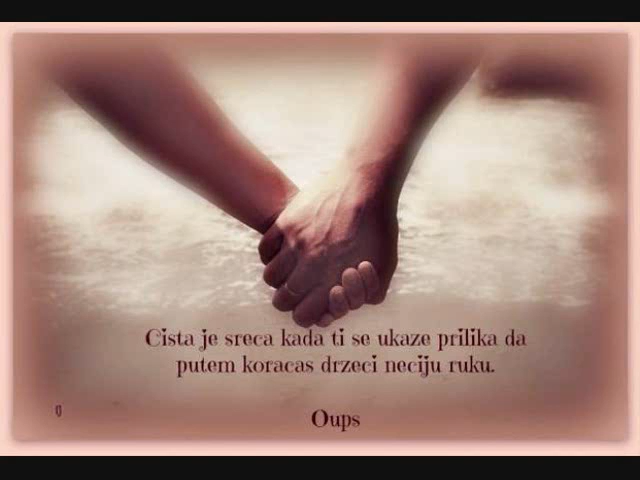 Cista je sreca kada ti se ukaze prilika da
putem koracas drzeci neciju ruku.
Oups